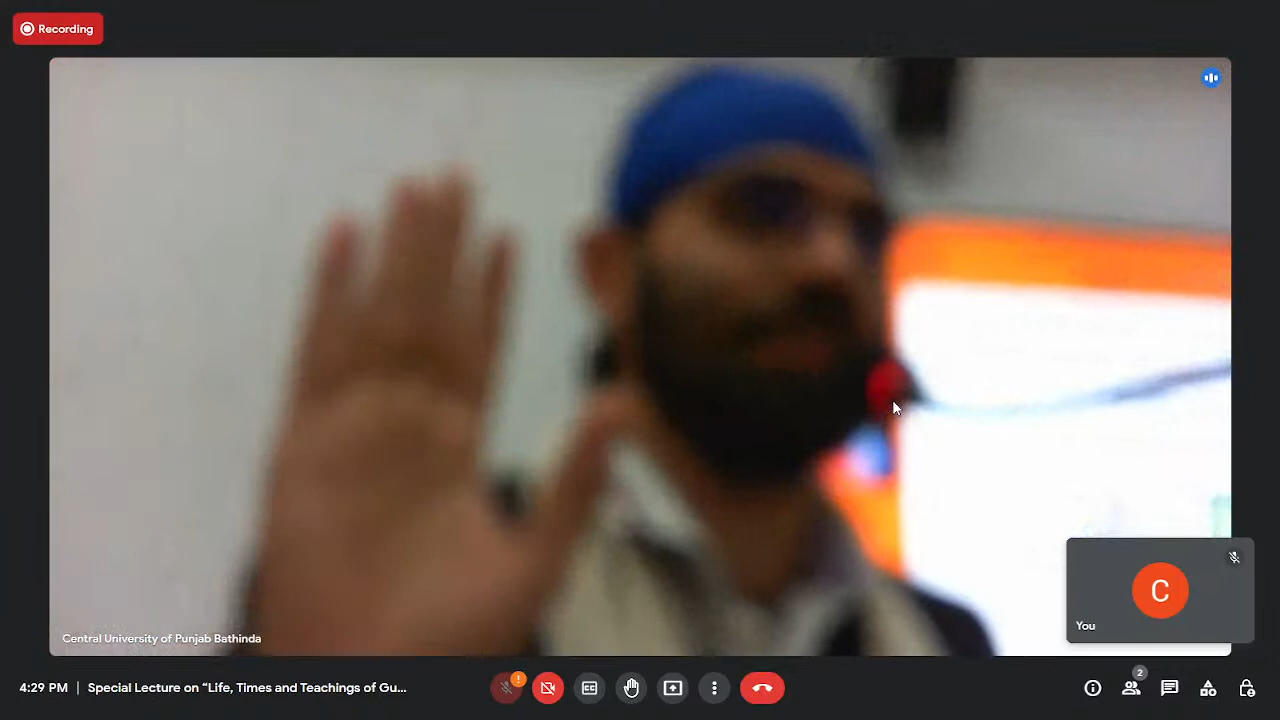 Recording
Central University of Punjab Bathinda
C
You
4:29 PM | Special Lecture on “Life, Times and Teachings of Gu...
!
CC
2